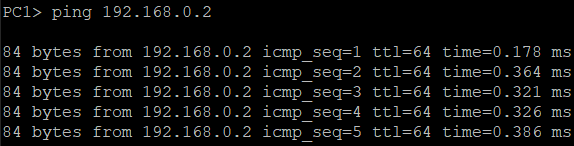 PC1> ping 192.168.0.2
84 bytes from 192.168.0.2 icmp_seq=1 ttl=64 time=0.178 ms
84 bytes from 192.168.0.2 icmp_seq=2 ttl=64 time=0.364 ms
84 bytes from 192.168.0.2 icmp_seq=3 ttl=64 time=0.321 ms
84 bytes from 192.168.0.2 icmp_seq=4 ttl=64 time=0.326 ms
84 bytes from 192.168.0.2 icmp_seq=5 ttl=64 time=0.386 ms